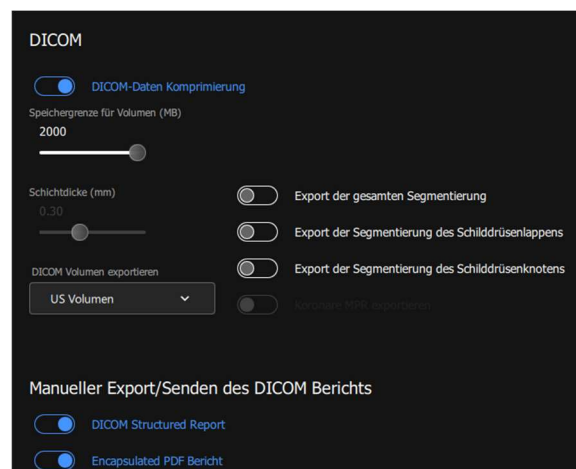 DICOM
DICOM-Daten Komprimierung
Speichergrenze für Volumen (MB)
2000
Schichtdicke (mm)
0.30
Export der gesamten Segmentierung
Export der Segmentierung des Schilddrüsenlappens
DICOM Volumen exportieren
Export der Segmentierung des Schilddrüsenknotens
US Volumen
MPR exportieren
Manueller Export/Senden des DICOM Berichts
DICOM Structured Report
Encapsulated PDF Bericht